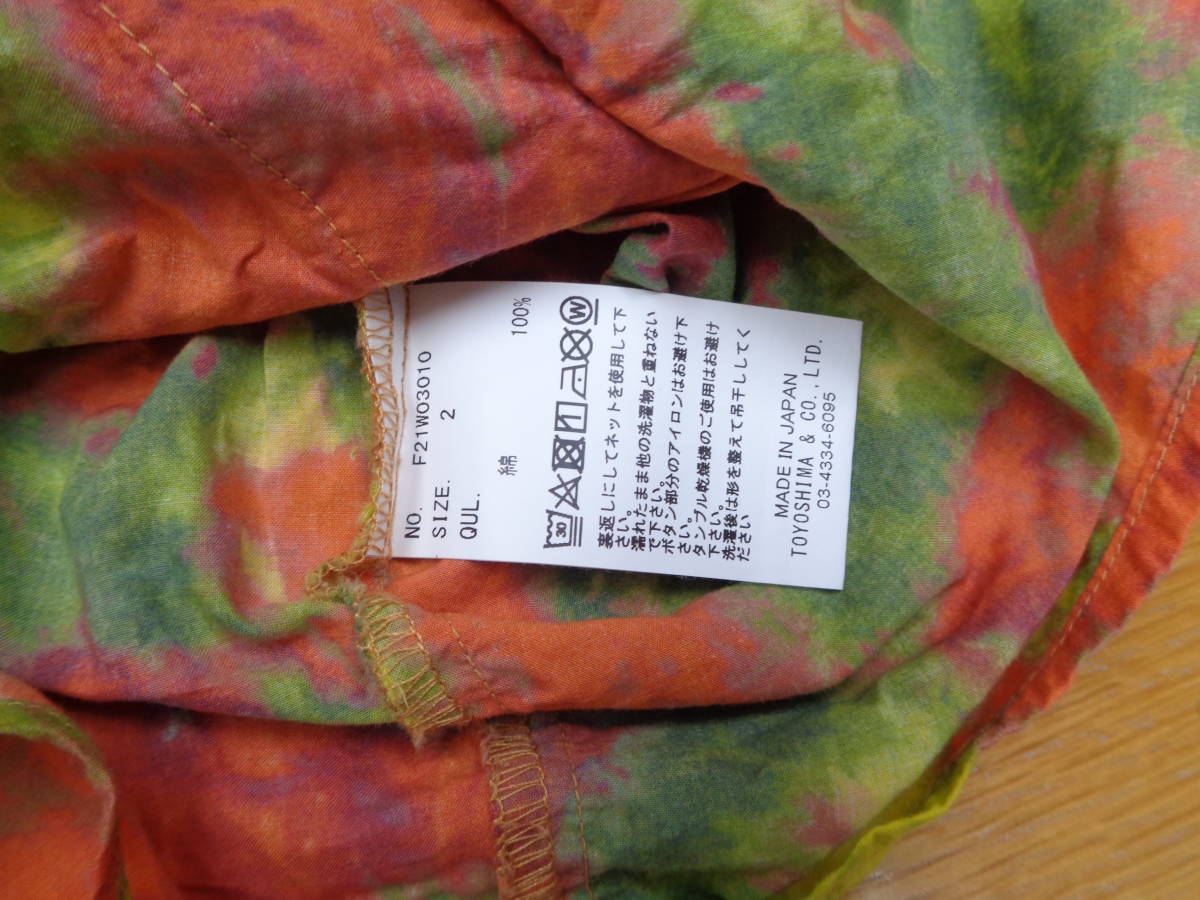 NO. F21W03010
SIZE. 2
QUL.
綿 100%
30
裏返しにしてネットを使用して下
さい。
濡れたまま他の洗濯物と重ねない
で下さい。
ボタン部分のアイロンはお避け下
さい。
タンブル乾燥機のご使用はお避け
下さい。
洗濯後は形を整えて吊干ししてく
ださい
MADE IN JAPAN
TOYOSHIMA & CO.,LTD.
03-4334-6095